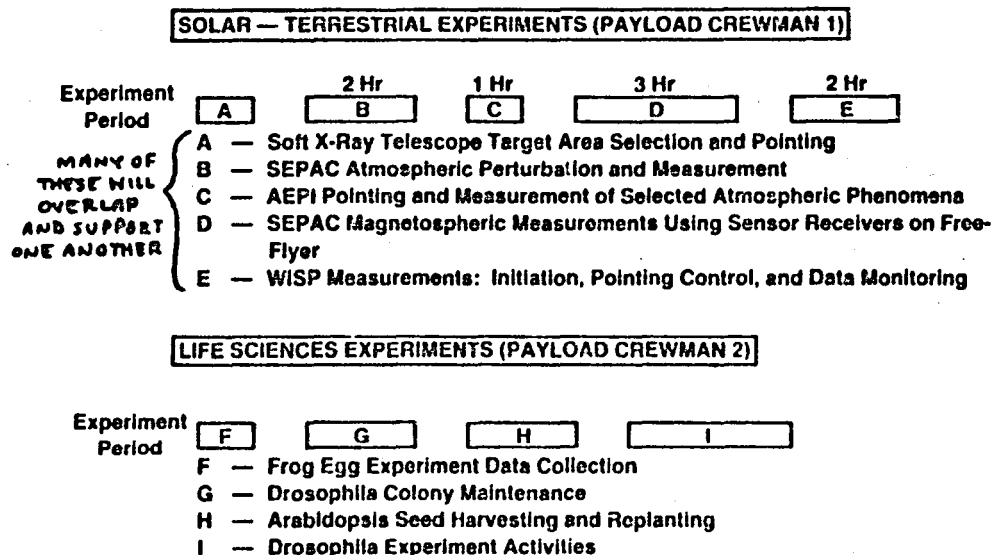 SOLAR — TERRESTRIAL EXPERIMENTS (PAYLOAD CREWMAN 1)
2 Hr 1 Hr 3 Hr 2 Hr
Experiment
Period
A B C D E
A — Soft X-Ray Telescope Target Area Selection and Pointing
B — SEPAC Atmospheric Perturbation and Measurement
C — AEPI Pointing and Measurement of Selected Atmospheric Phenomena
D — SEPAC Magnetospheric Measurements Using Sensor Receivers on Free-
Flyer
E — WISP Measurements: Initiation, Pointing Control, and Data Monitoring
MANY OF
THESE WILL
OVERLAP
AND SUPPORT
ONE ANOTHER
LIFE SCIENCES EXPERIMENTS (PAYLOAD CREWMAN 2)
Experiment
Period
F G H I
F — Frog Egg Experiment Data Collection
G — Drosophila Colony Maintenance
H — Arabidopsis Seed Harvesting and Replanting
I — Drosophila Experiment Activities